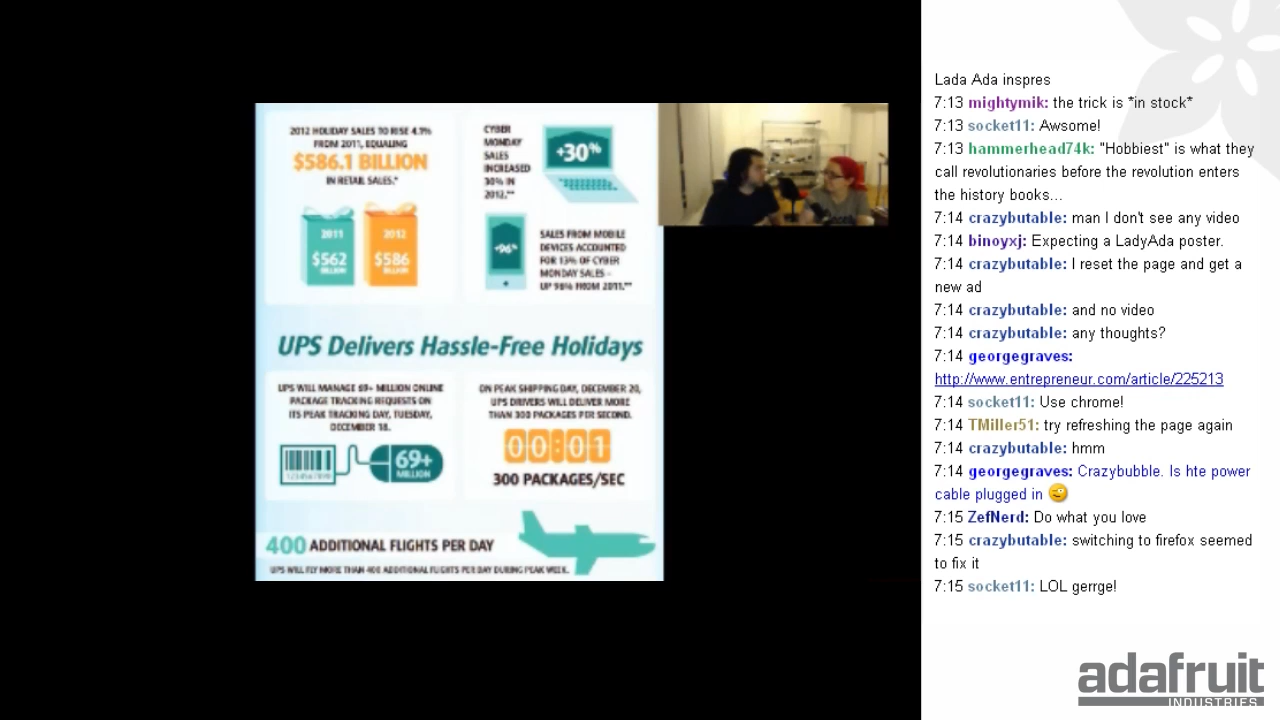 2012 HOLIDAY SALES TO RISE 4.1%
FROM 2011, EQUALING
$586.1 BILLION
IN RETAIL SALES.*
2011
$562
BILLION
2012
$586
BILLION
CYBER
MONDAY
SALES
INCREASED
30% IN
2012.**
+30%
+96%
SALES FROM MOBILE
DEVICES ACCOUNTED
FOR 13% OF CYBER
MONDAY SALES -
UP 96% FROM 2011.**
UPS Delivers Hassle-Free Holidays
UPS WILL MANAGE 69+ MILLION ONLINE
PACKAGE TRACKING REQUESTS ON
ITS PEAK TRACKING DAY, TUESDAY,
DECEMBER 18.
69+
MILLION
ON PEAK SHIPPING DAY, DECEMBER 20,
UPS DRIVERS WILL DELIVER MORE
THAN 300 PACKAGES PER SECOND.
00:01
300 PACKAGES/SEC
400 ADDITIONAL FLIGHTS PER DAY
UPS WILL FLY MORE THAN 400 ADDITIONAL FLIGHTS PER DAY DURING PEAK WEEK.
Lada Ada inspres
7:13 mightymik: the trick is *in stock*
7:13 socket11: Awsome!
7:13 hammerhead74k: "Hobbiest" is what they
call revolutionaries before the revolution enters
the history books...
7:14 crazybutable: man I don't see any video
7:14 binoyxj: Expecting a LadyAda poster.
7:14 crazybutable: I reset the page and get a
new ad
7:14 crazybutable: and no video
7:14 crazybutable: any thoughts?
7:14 georgegraves:
http://www.entrepreneur.com/article/225213
7:14 socket11: Use chrome!
7:14 TMiller51: try refreshing the page again
7:14 crazybutable: hmm
7:14 georgegraves: Crazybubble. Is hte power
cable plugged in
7:15 ZefNerd: Do what you love
7:15 crazybutable: switching to firefox seemed
to fix it
7:15 socket11: LOL gerrge!
adafruit
INDUSTRIES